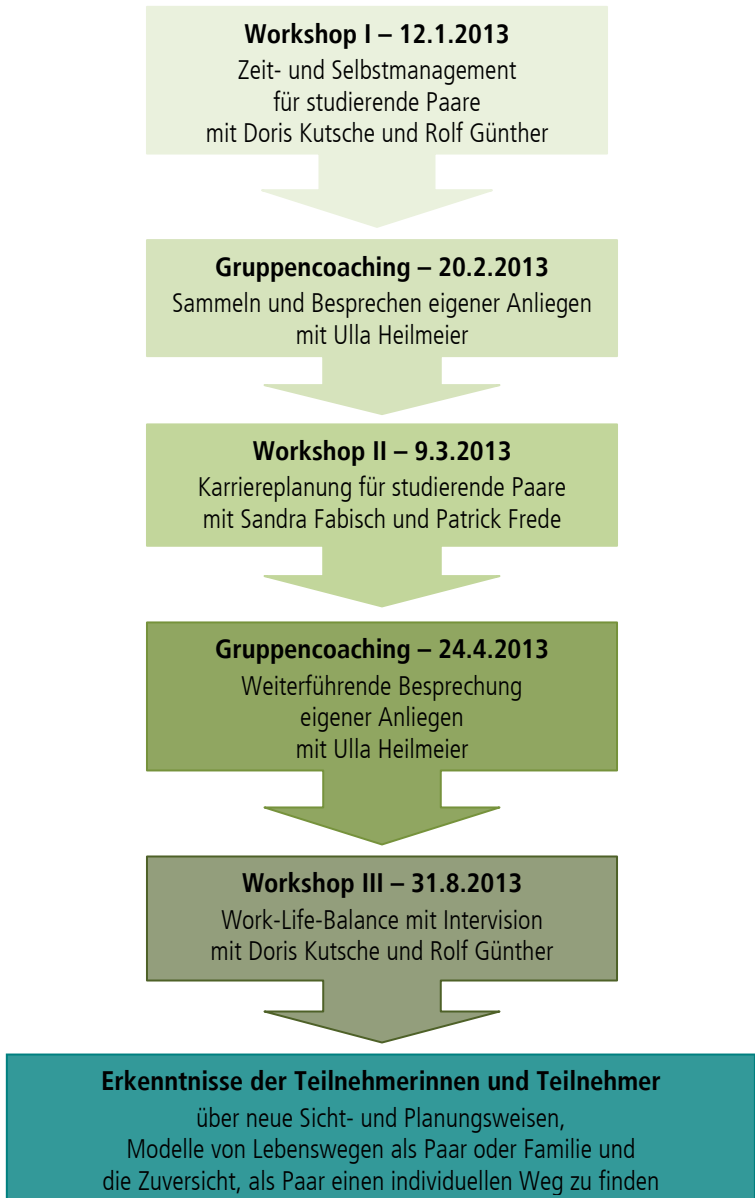 Workshop I – 12.1.2013
Zeit- und Selbstmanagement
für studierende Paare
mit Doris Kutsche und Rolf Günther
Gruppencoaching – 20.2.2013
Sammeln und Besprechen eigener Anliegen
mit Ulla Heilmeier
Workshop II – 9.3.2013
Karriereplanung für studierende Paare
mit Sandra Fabisch und Patrick Frede
Gruppencoaching – 24.4.2013
Weiterführende Besprechung
eigener Anliegen
mit Ulla Heilmeier
Workshop III – 31.8.2013
Work-Life-Balance mit Intervision
mit Doris Kutsche und Rolf Günther
Erkenntnisse der Teilnehmerinnen und Teilnehmer
über neue Sicht- und Planungsweisen,
Modelle von Lebenswegen als Paar oder Familie und
die Zuversicht, als Paar einen individuellen Weg zu finden